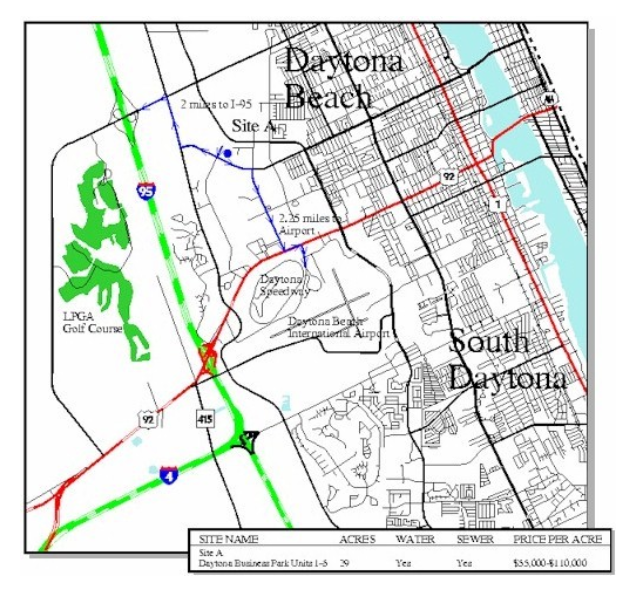 Daytona
Beach
2 miles to I-95
Site A
A1A
95
92
1
2.25 miles to
Airport
Daytona
Speedway
LPGA
Golf Course
Daytona Beach
International Airport
South
Daytona
92
415
4
SITE NAME ACRES WATER SEWER PRICE PER ACRE
Site A
Daytona Business Park Units 1-5 29 Yes Yes $55,000-$110,000